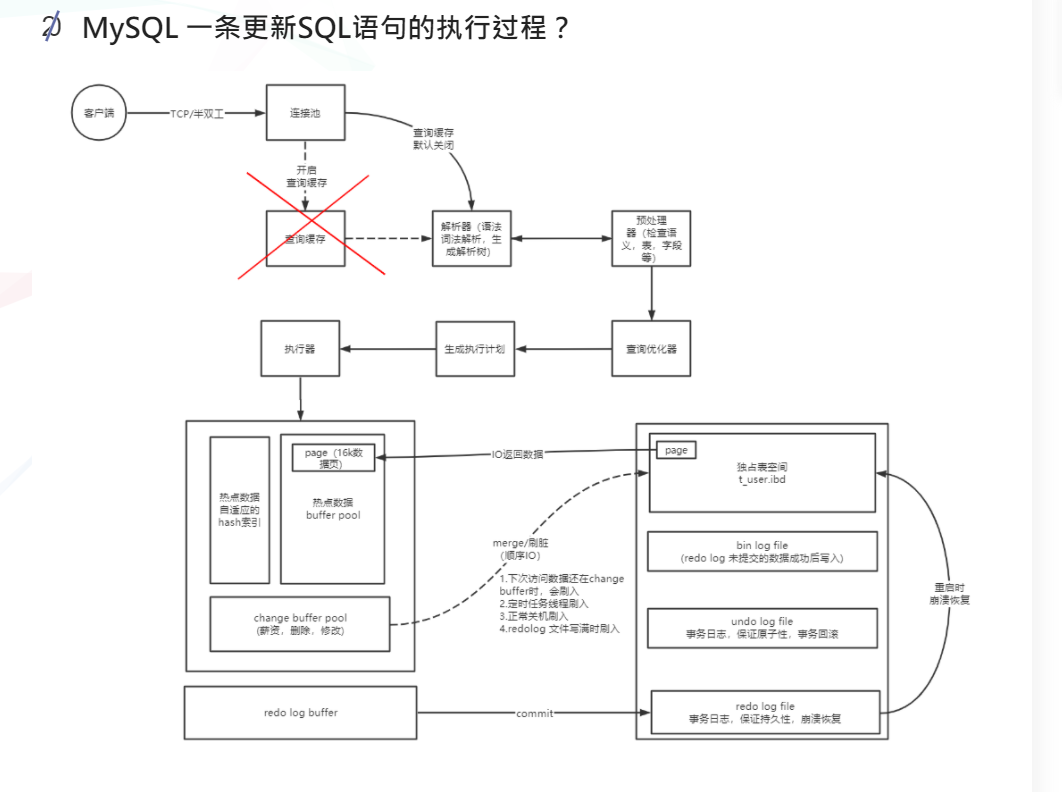 2) MySQL 一条更新SQL语句的执行过程？
客户端
TCP/半双工
连接池
查询缓存
默认关闭
开启
查询缓存
查询缓存
解析器（语法
词法解析，生
成解析树)
预处理
器（检查语
义，表，字段
等）
执行器
生成执行计划
查询优化器
page（16k数
据页)
IO返回数据
page
独占表空间
t_user.ibd
热点数据
自适应的
hash索引
热点数据
buffer pool
merge/刷脏
(顺序IO)
1.下次访问数据还在change
buffer时，会刷入
2.定时任务线程刷入
3.正常关机刷入
4.redolog 文件写满时刷入
bin log file
(redo log 未提交的数据成功后写入)
重启时
崩溃恢复
change buffer pool
(薪资，删除，修改)
undo log file
事务日志，保证原子性，事务回滚
redo log buffer
commit
redo log file
事务日志，保证持久性，崩溃恢复